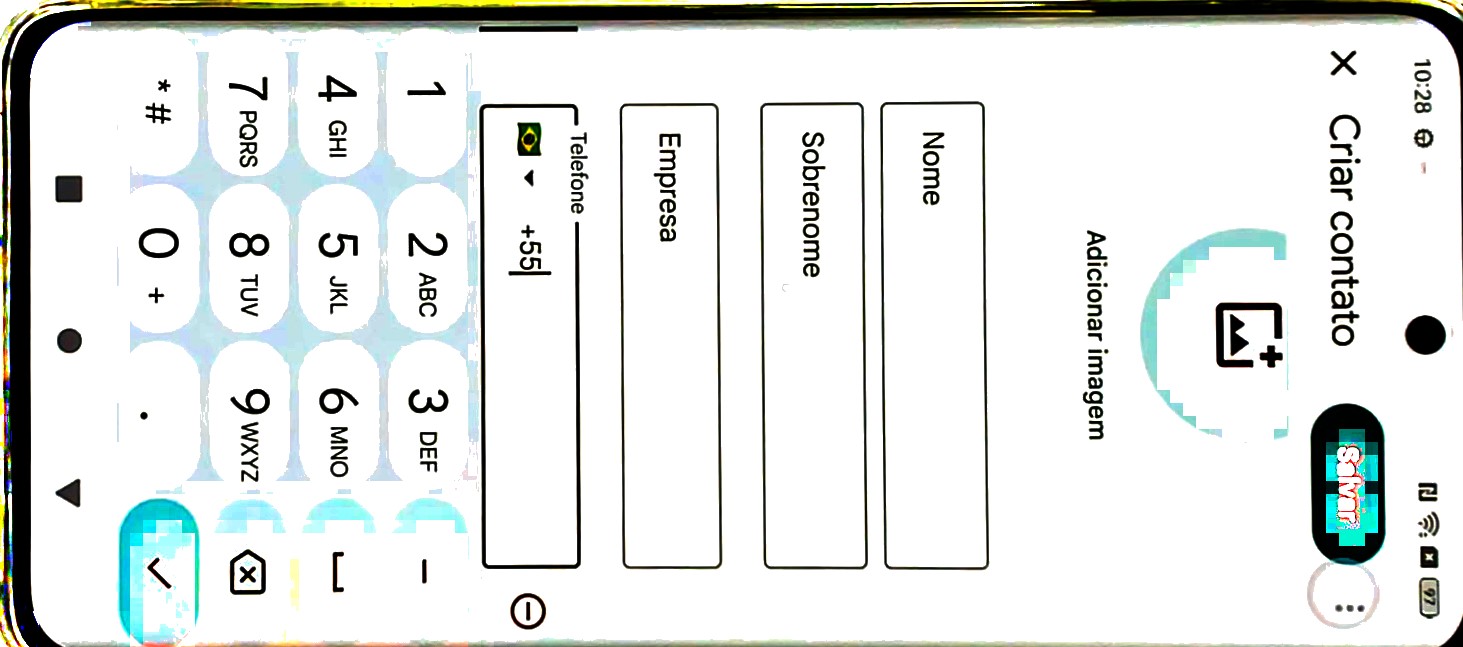 10:28
97
Criar contato
Salvar
Adicionar imagem
Nome
Sobrenome
Empresa
Telefone
+55
1
2 ABC
3 DEF
-
4 GHI
5 JKL
6 MNO
7 PQRS
8 TUV
9 WXYZ
* #
0 +
.